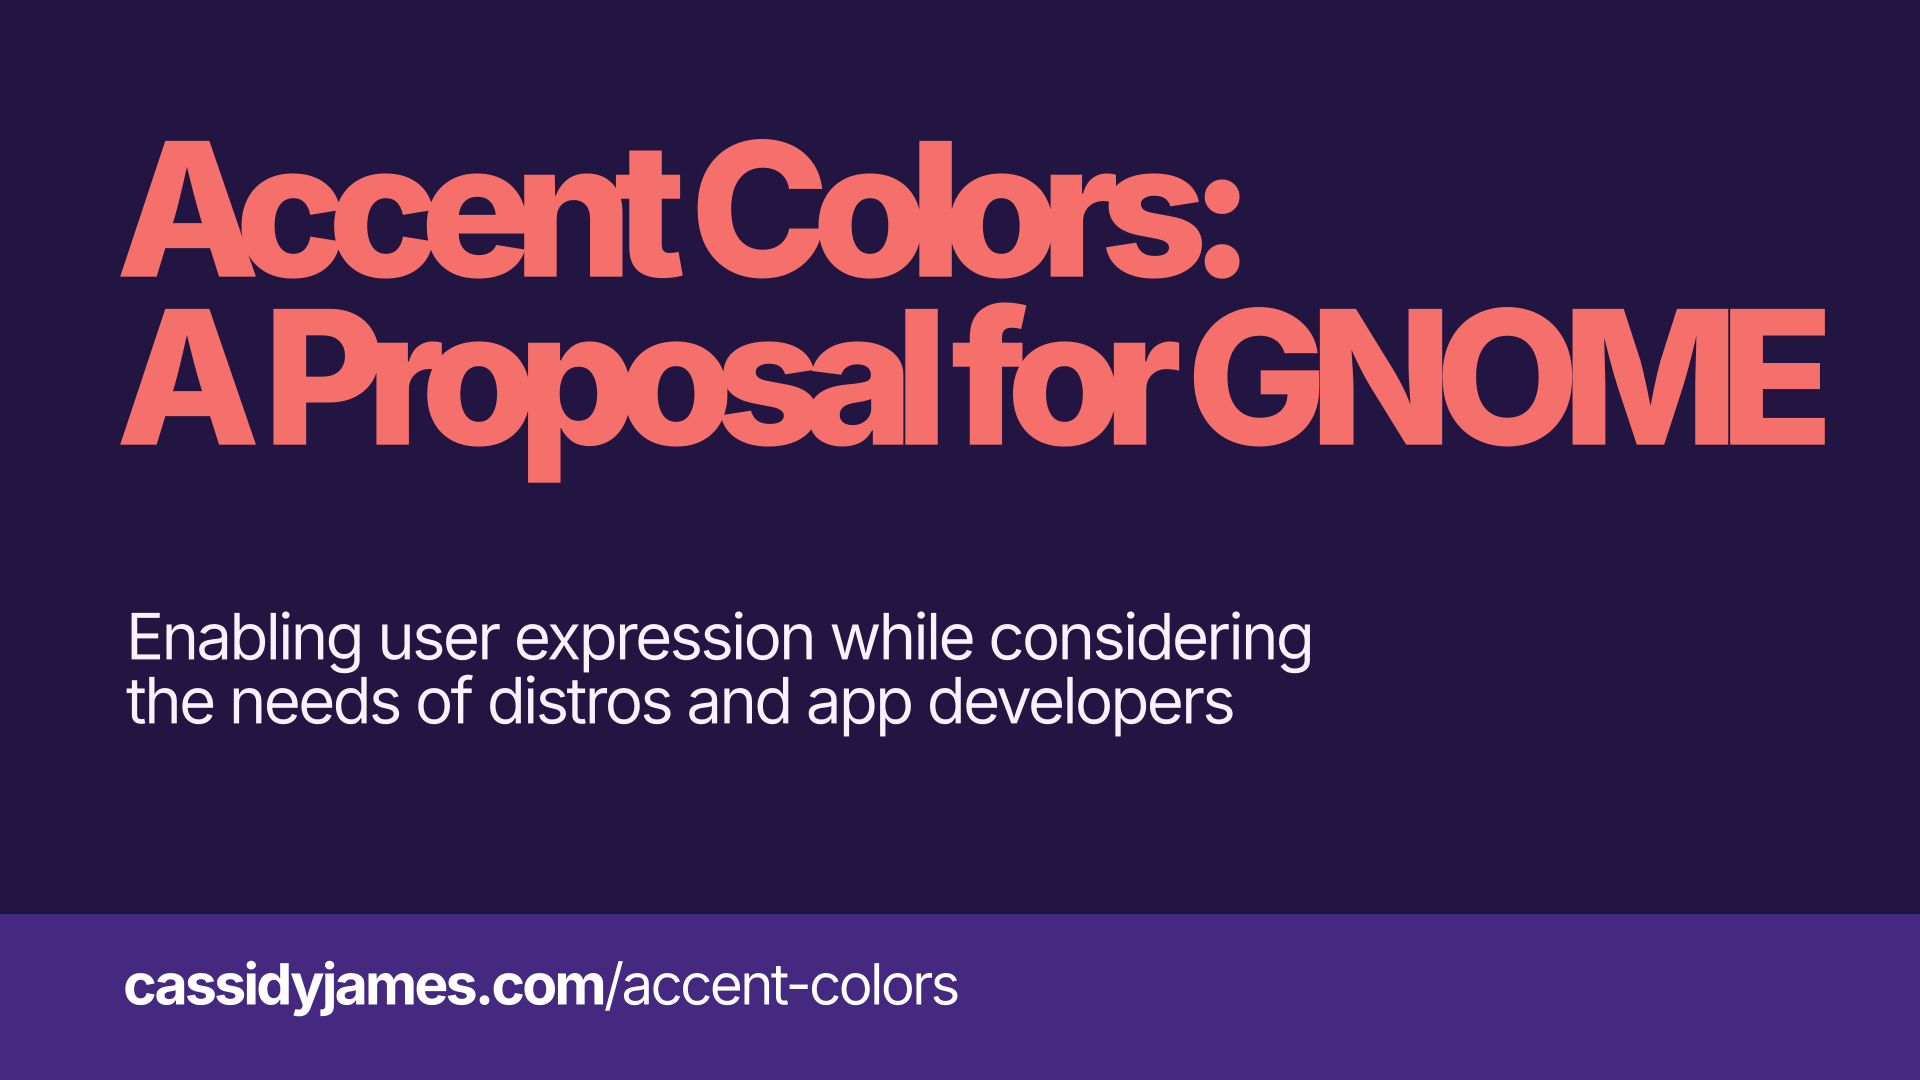 Accent Colors:
A Proposal for GNOME
Enabling user expression while considering
the needs of distros and app developers
cassidyjames.com/accent-colors